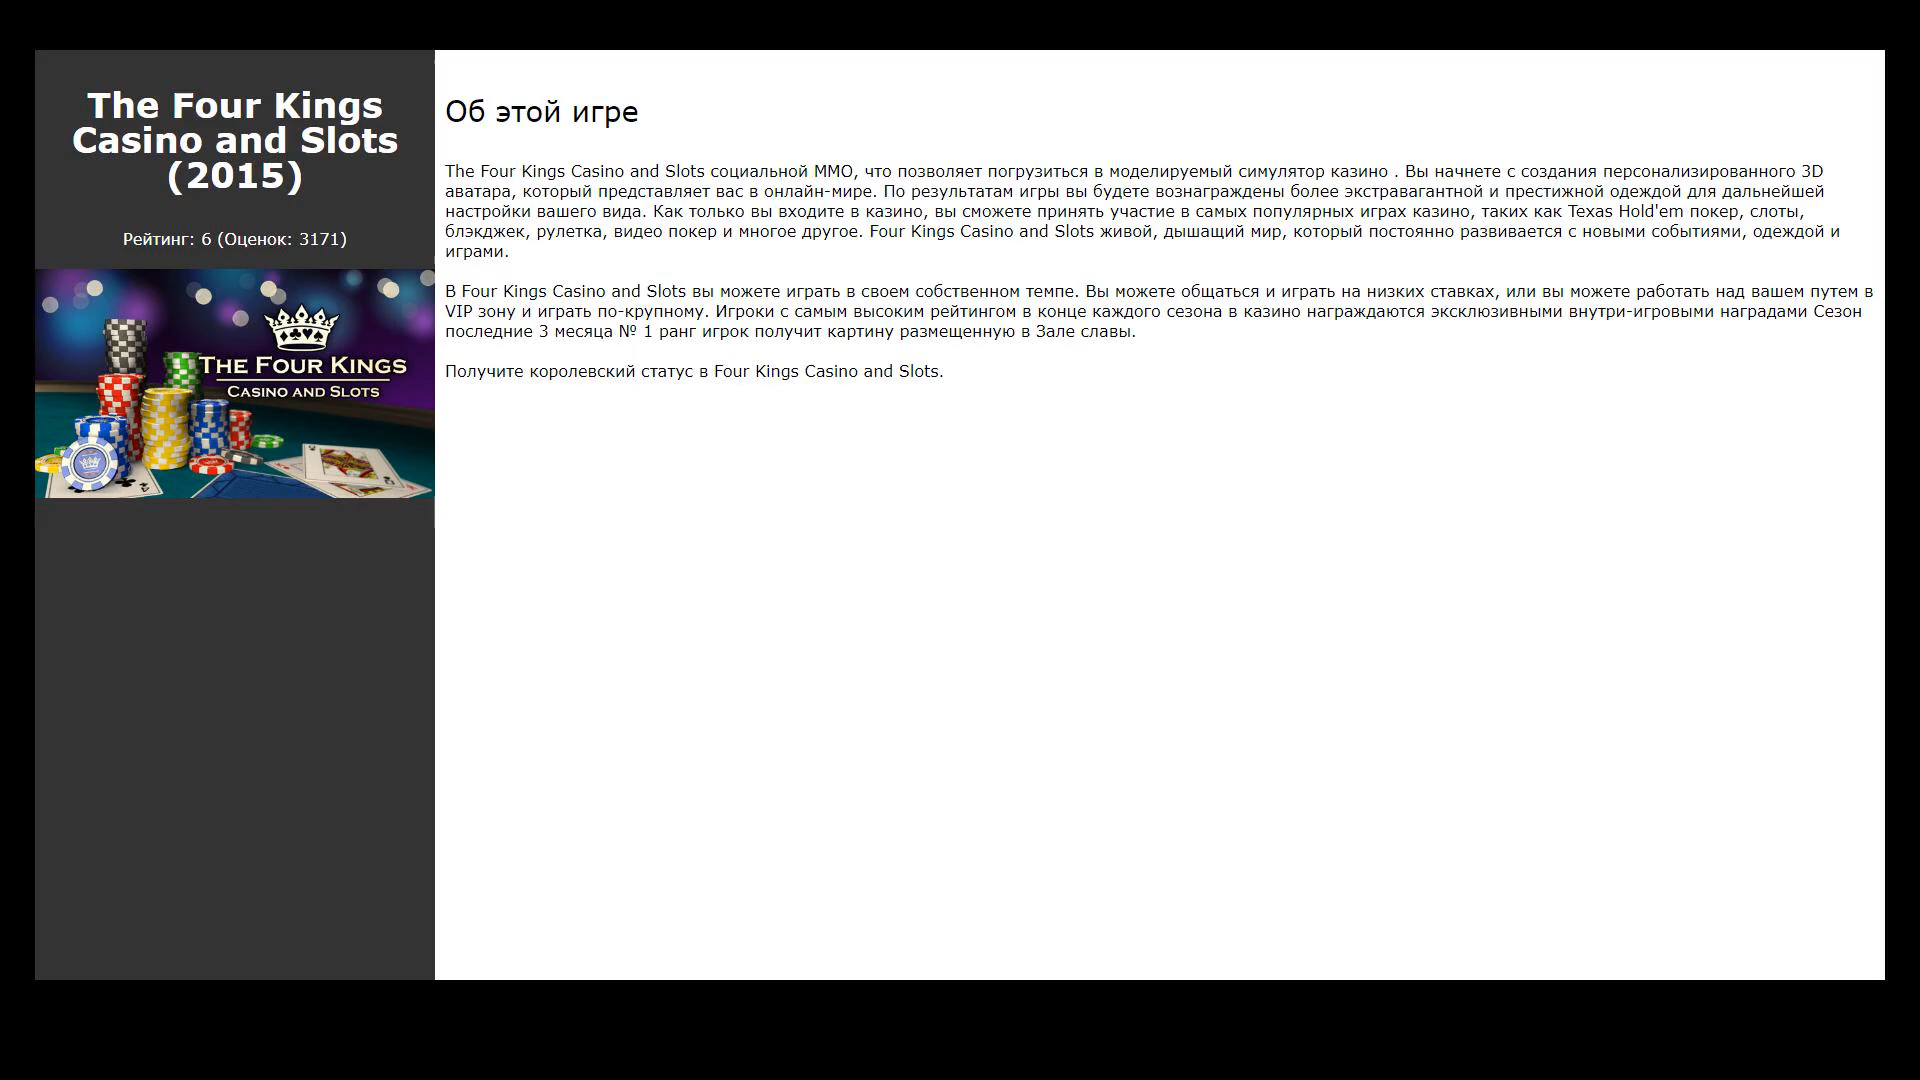 The Four Kings
Casino and Slots
(2015)
Рейтинг: 6 (Оценок: 3171)
THE FOUR KINGS
CASINO AND SLOTS
Об этой игре
The Four Kings Casino and Slots социальной MMO, что позволяет погрузиться в моделируемый симулятор казино . Вы начнете с создания персонализированного 3D
аватара, который представляет вас в онлайн-мире. По результатам игры вы будете вознаграждены более экстравагантной и престижной одеждой для дальнейшей
настройки вашего вида. Как только вы входите в казино, вы сможете принять участие в самых популярных играх казино, таких как Texas Hold'em покер, слоты,
блэкджек, рулетка, видео покер и многое другое. Four Kings Casino and Slots живой, дышащий мир, который постоянно развивается с новыми событиями, одеждой и
играми.
В Four Kings Casino and Slots вы можете играть в своем собственном темпе. Вы можете общаться и играть на низких ставках, или вы можете работать над вашем путем в
VIP зону и играть по-крупному. Игроки с самым высоким рейтингом в конце каждого сезона в казино награждаются эксклюзивными внутри-игровыми наградами Сезон
последние 3 месяца № 1 ранг игрок получит картину размещенную в Зале славы.
Получите королевский статус в Four Kings Casino and Slots.